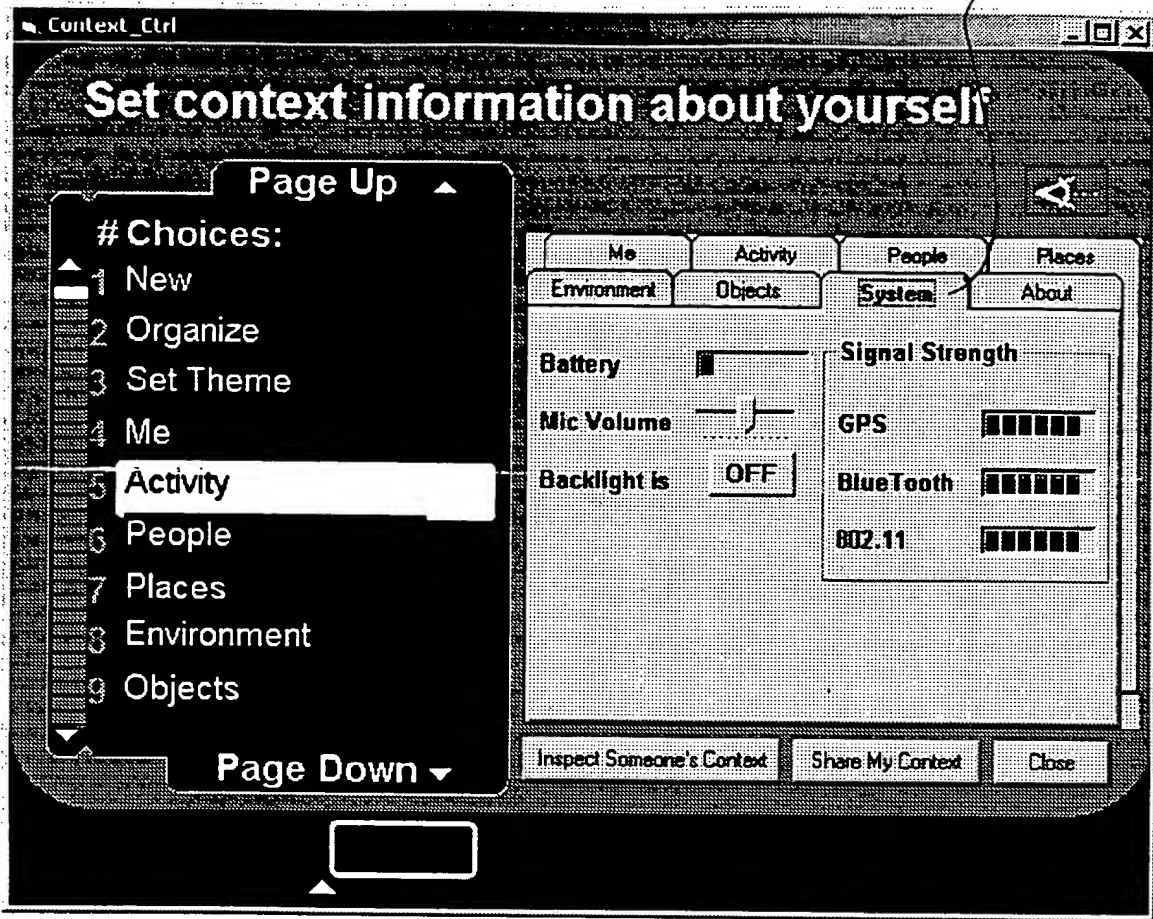 Context_Ctrl
Set context information about yourself
Page Up
# Choices:
1 New
2 Organize
3 Set Theme
4 Me
5 Activity
6 People
7 Places
8 Environment
9 Objects
Page Down
Me Activity People Places
Environment Objects System About
Battery
Mic Volume
Backlight is OFF
Signal Strength
GPS
BlueTooth
802.11
Inspect Someone's Context Share My Context Close